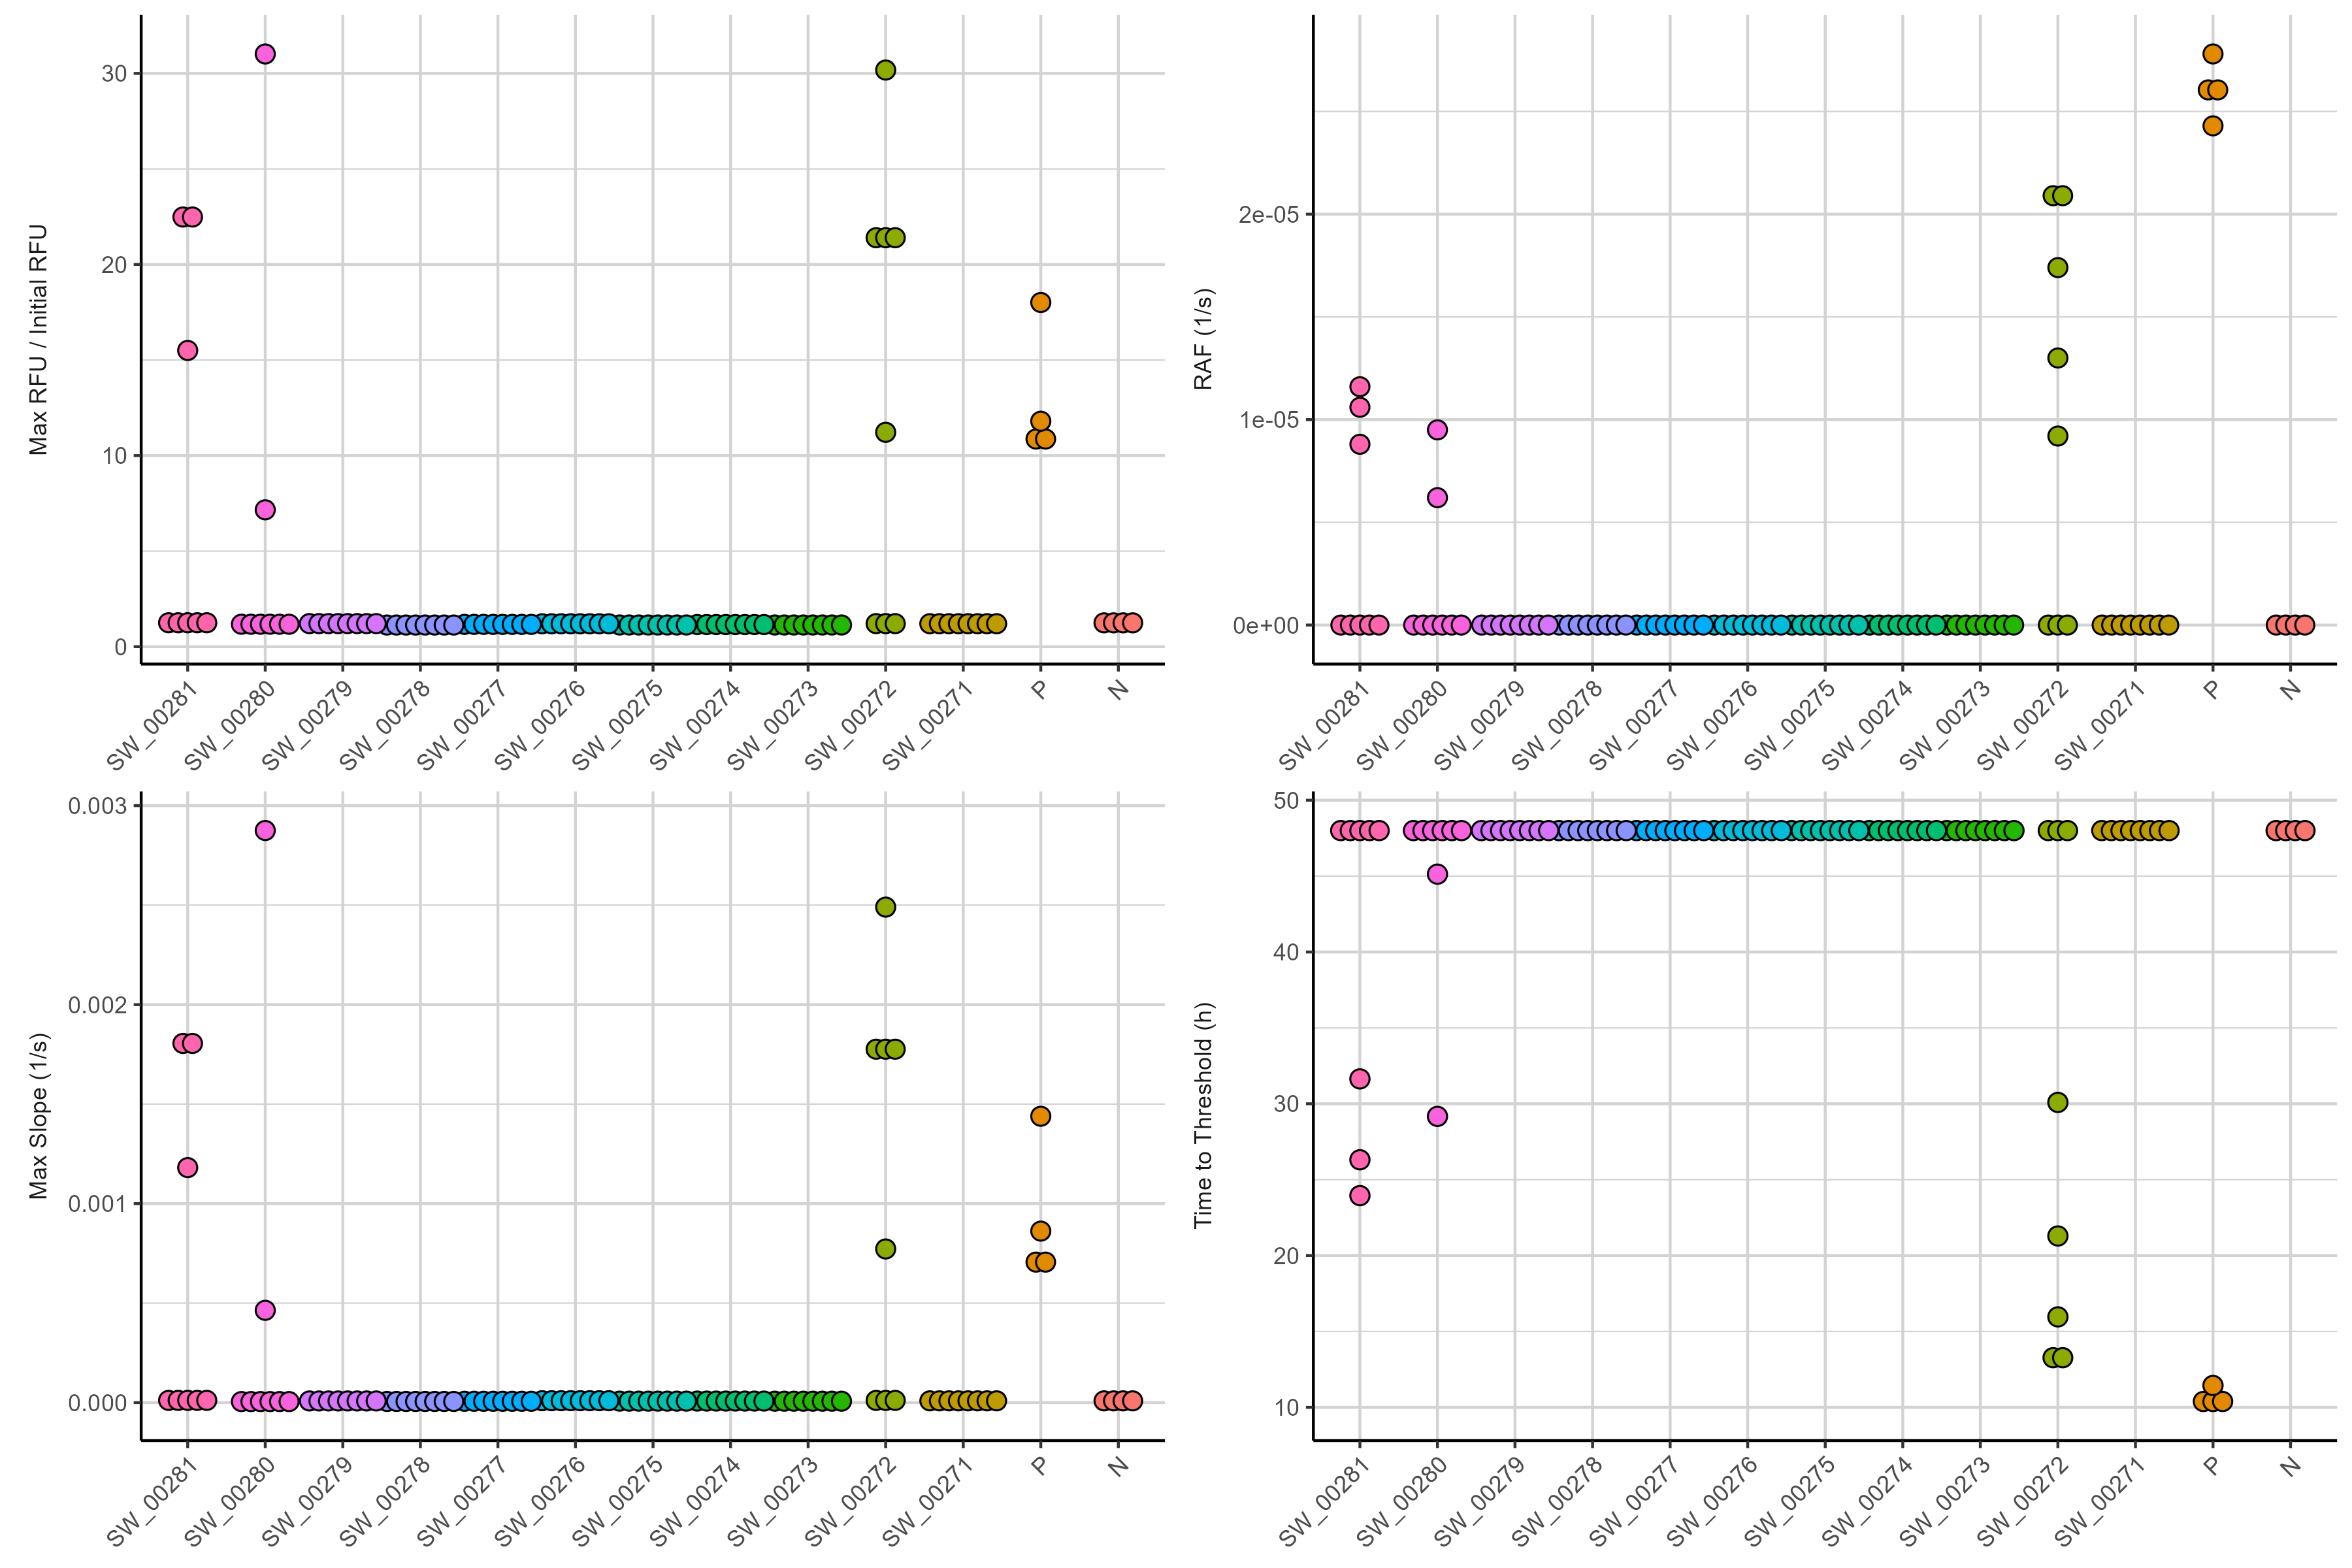 Max RFU / Initial RFU
30
20
10
0
SW_00281
SW_00280
SW_00279
SW_00278
SW_00277
SW_00276
SW_00275
SW_00274
SW_00273
SW_00272
SW_00271
P
N
RAF (1/s)
2e-05
1e-05
0e+00
SW_00281
SW_00280
SW_00279
SW_00278
SW_00277
SW_00276
SW_00275
SW_00274
SW_00273
SW_00272
SW_00271
P
N
Max Slope (1/s)
0.003
0.002
0.001
0.000
SW_00281
SW_00280
SW_00279
SW_00278
SW_00277
SW_00276
SW_00275
SW_00274
SW_00273
SW_00272
SW_00271
P
N
Time to Threshold (h)
50
40
30
20
10
SW_00281
SW_00280
SW_00279
SW_00278
SW_00277
SW_00276
SW_00275
SW_00274
SW_00273
SW_00272
SW_00271
P
N